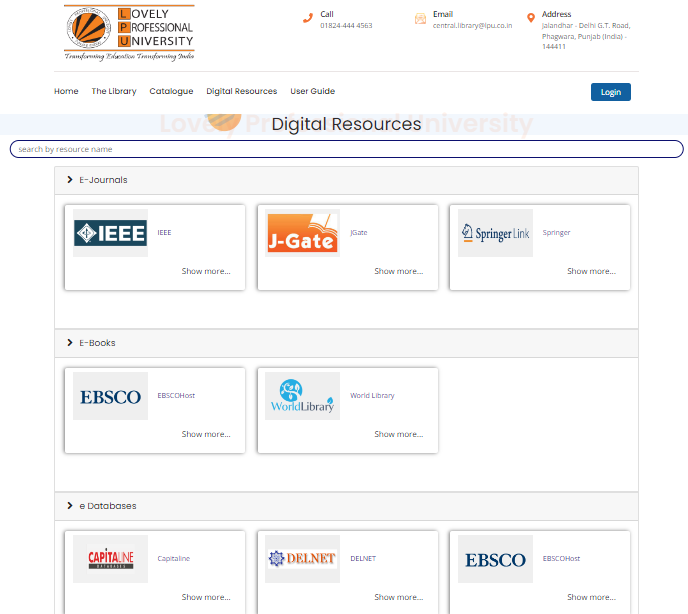 LOVELY
PROFESSIONAL
UNIVERSITY
Transforming Education Transforming India
Call
01824-444 4563
Email
central.library@lpu.co.in
Address
Jalandhar - Delhi G.T. Road,
Phagwara, Punjab (India) -
144411
Home The Library Catalogue Digital Resources User Guide Login
Lovely Professional University
Digital Resources
search by resource name
E-Journals
IEEE IEEE
J-Gate JGate
Springer Link Springer
Show more... Show more... Show more...
E-Books
EBSCO EBSCOHost
WorldLibrary World Library
Show more... Show more...
e Databases
CAPITALINE
DATABASES
Capitaline
DELNET DELNET
EBSCO EBSCOHost
Show more... Show more... Show more...